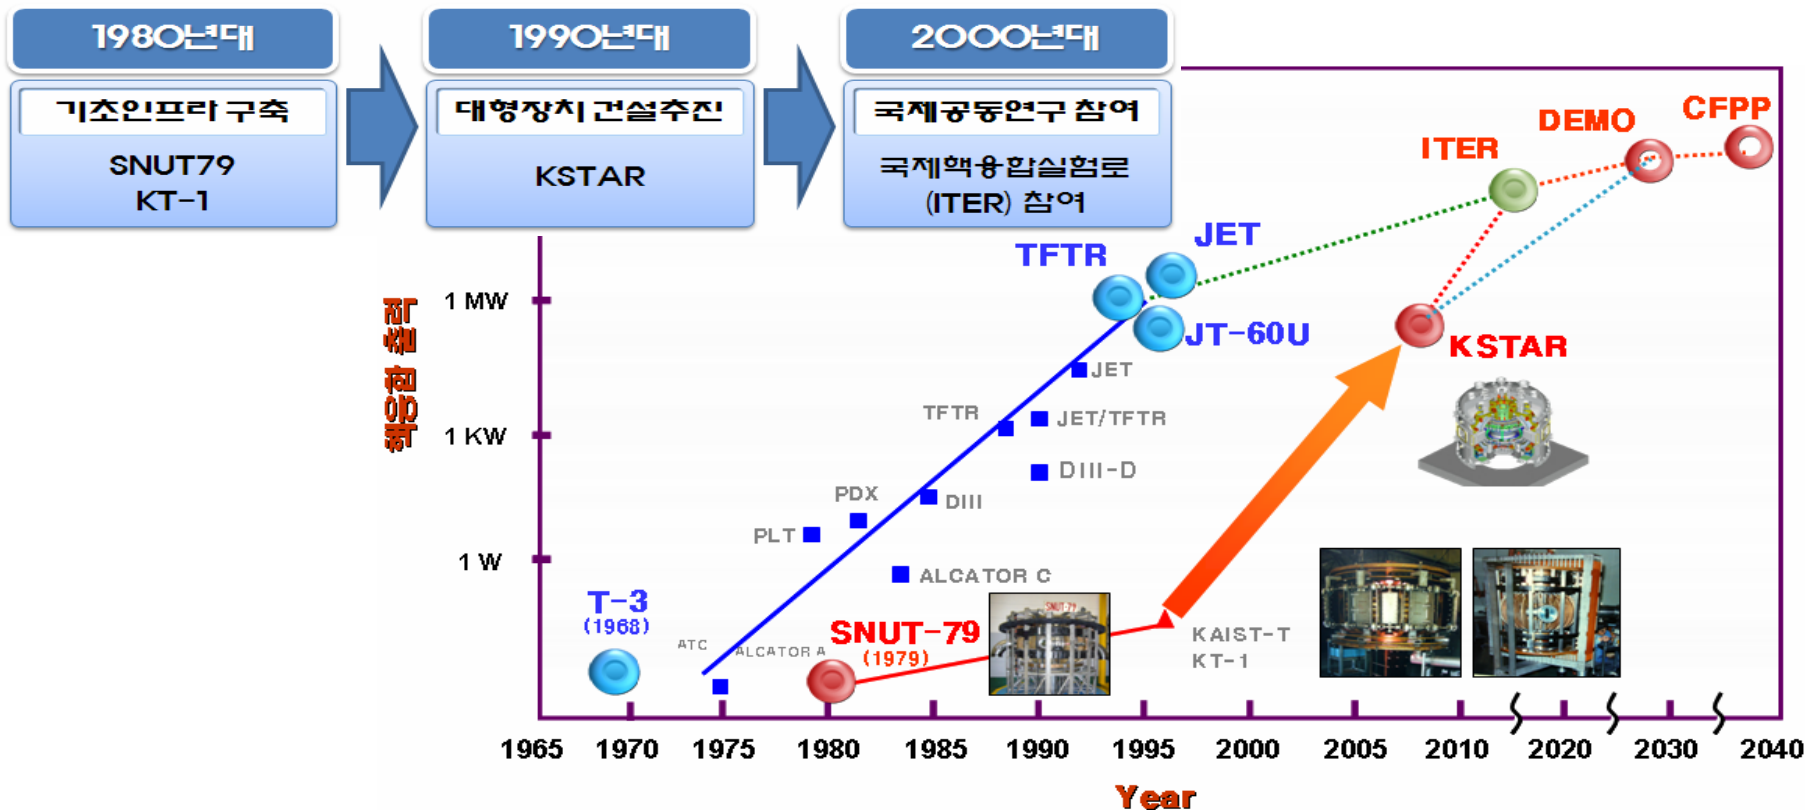 1980년대
1990년대
2000년대
기초인프라 구축
대형장치 건설추진
국제공동연구 참여
SNUT79
KT-1
KSTAR
국제핵융합실험로
(ITER) 참여
CFPP
DEMO
ITER
JET
TFTR
JT-60U
KSTAR
핵융합 출력
1 MW
1 KW
1 W
JET
TFTR
JET/TFTR
DIII-D
PDX
DIII
PLT
ALCATOR C
T-3
(1968)
ATC
ALCATOR A
SNUT-79
(1979)
SNUT-79
KAIST-T
KT-1
1965 1970 1975 1980 1985 1990 1995 2000 2005 2010 2020 2030 2040
Year